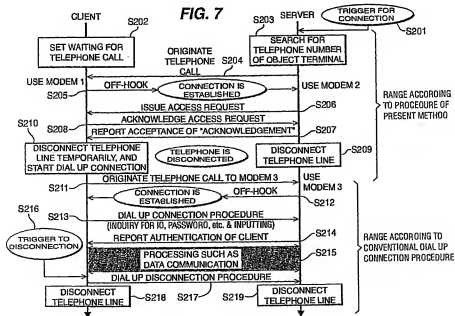 CLIENT
S202
FIG. 7
S203
SERVER
TRIGGER FOR
CONNECTION
S201
SET WAITING FOR
TELEPHONE CALL
SEARCH FOR
TELEPHONE NUMBER
OF OBJECT TERMINAL
ORIGINATE
TELEPHONE
CALL
S204
USE MODEM 1
OFF-HOOK
CONNECTION IS
ESTABLISHED
USE MODEM 2
S205
ISSUE ACCESS REQUEST
S206
S210
S208
ACKNOWLEDGE ACCESS REQUEST
REPORT ACCEPTANCE OF "ACKNOWLEDGEMENT"
S207
RANGE ACCORDING
TO PROCEURE OF
PRESENT METHOD
DISCONNECT TELEPHONE
LINE TEMPORARILY, AND
START DIAL UP CONNECTION
TELEPHONE IS
DISCONNECTED
DISCONNECT
TELEPHONE LINE
S209
S211
ORIGINATE TELEPHONE CALL TO MODEM 3
USE
MODEM 3
CONNECTION IS
ESTABLISHED
OFF-HOOK
S212
S216
S213
DIAL UP CONNECTION PROCEDURE
(INQUIRY FOR IO, PASSWORD, etc. & INPUTTING)
S214
TRIGGER TO
DISCONNECTION
REPORT AUTHENTICATION OF CLIENT
PROCESSING SUCH AS
DATA COMMUNICATION
S215
RANGE ACCORDING TO
CONVENTIONAL DIAL UP
CONNECTION PROCEDURE
DIAL UP DISCONNECTION PROCEDURE
DISCONNECT
TELEPHONE LINE
S218
S217
S219
DISCONNECT
TELEPHONE LINE